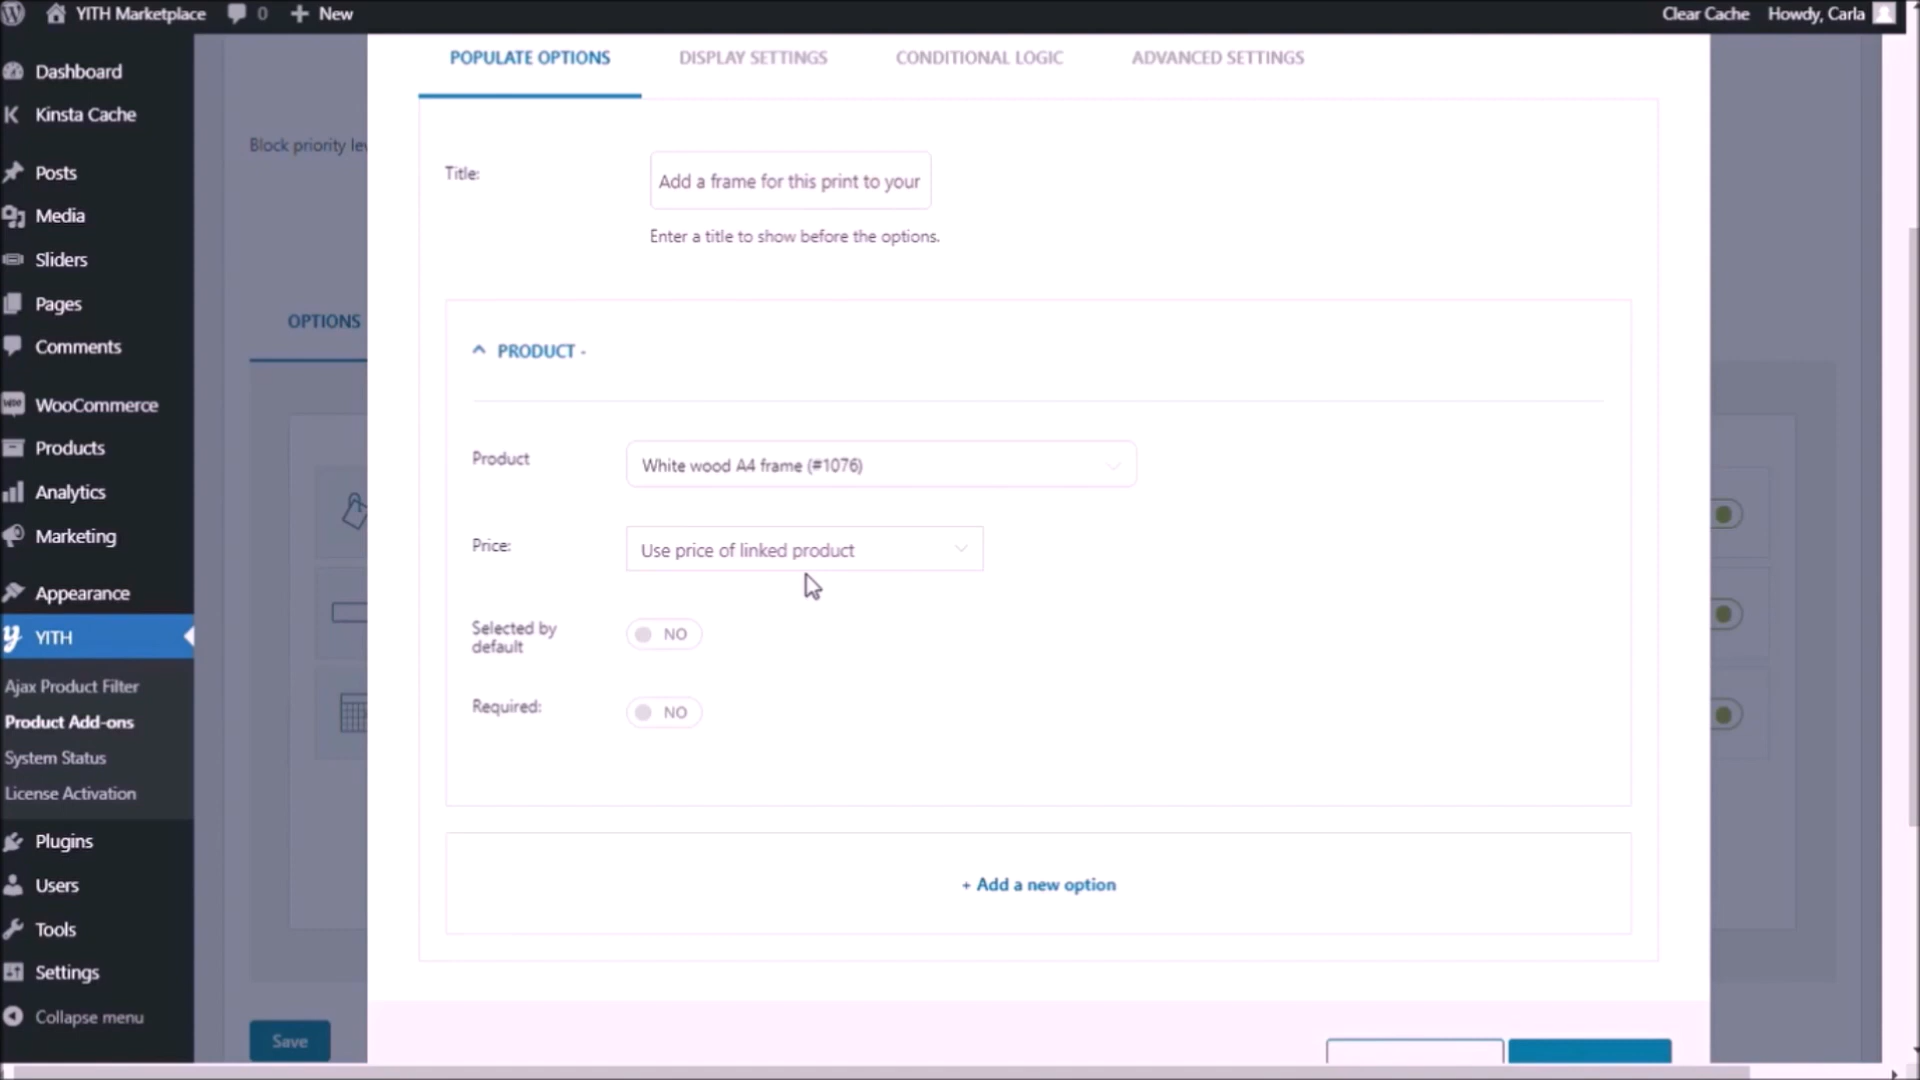 YITH Marketplace 0 New Clear Cache Howdy, Carla
Dashboard
Kinsta Cache
Posts
Media
Sliders
Pages
Comments
WooCommerce
Products
Analytics
Marketing
Appearance
YITH
Ajax Product Filter
Product Add-ons
System Status
License Activation
Plugins
Users
Tools
Settings
Collapse menu
Block priority
OPTIONS
Save
POPULATE OPTIONS DISPLAY SETTINGS CONDITIONAL LOGIC ADVANCED SETTINGS
Title:
Add a frame for this print to your
Enter a title to show before the options.
PRODUCT -
Product
White wood A4 frame (#1076)
Price:
Use price of linked product
Selected by
default
NO
Required:
NO
+ Add a new option